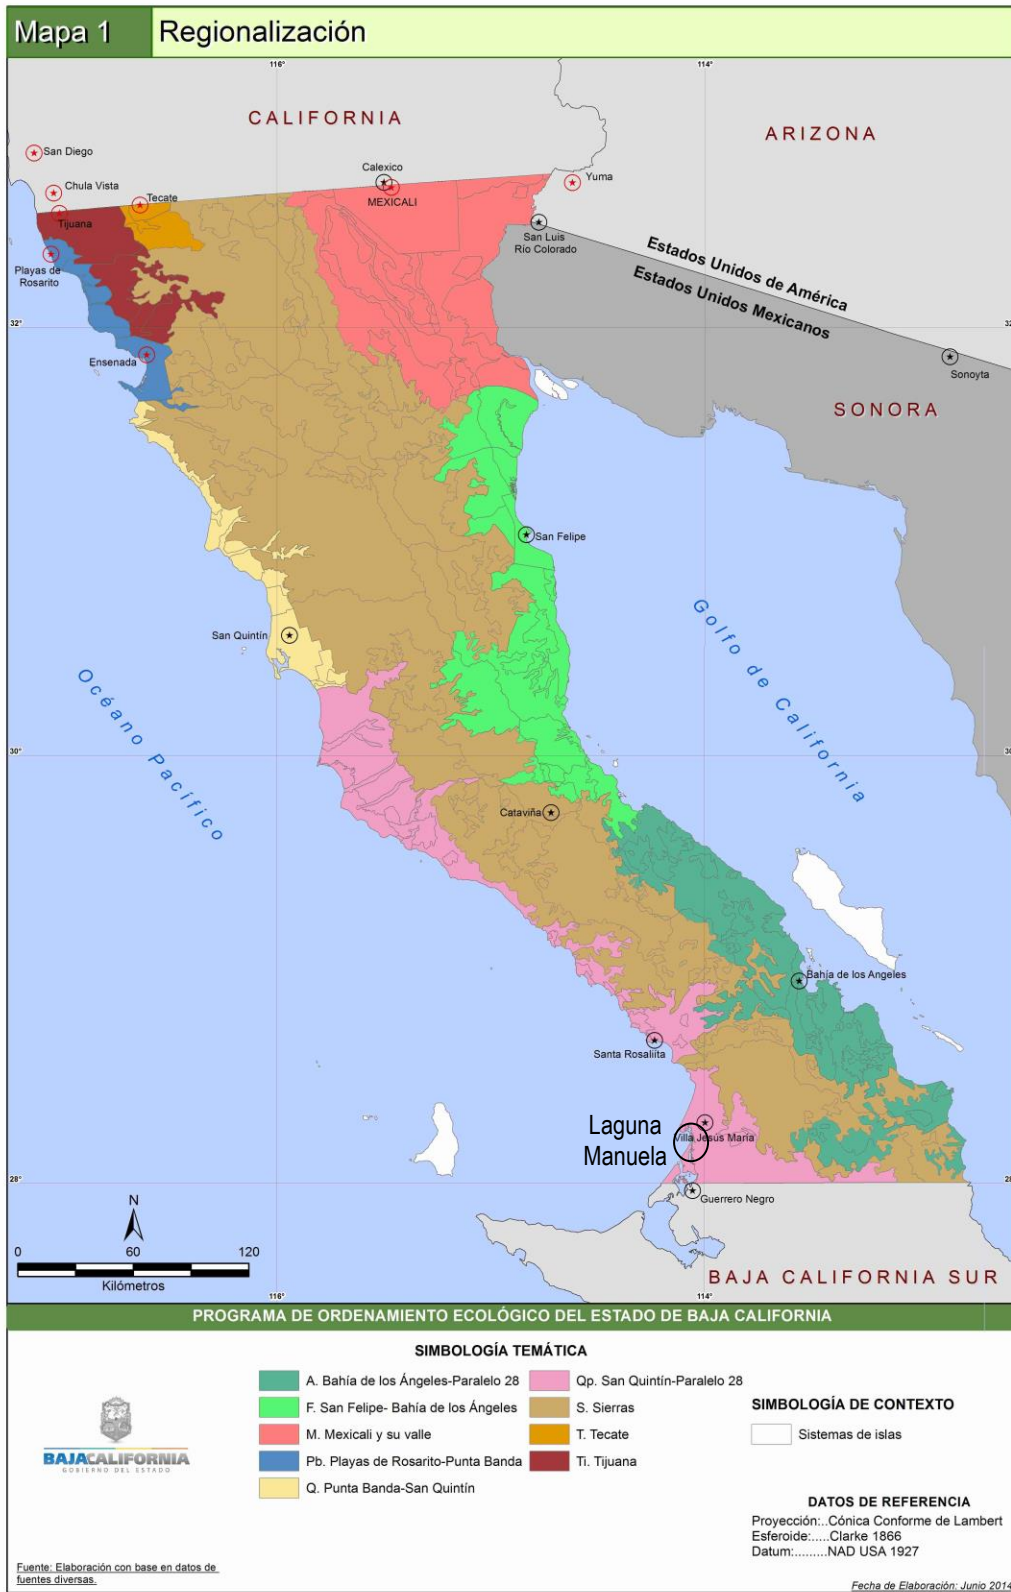 Mapa 1
Regionalización
116°
114°
CALIFORNIA
ARIZONA
San Diego
Calexico
Chula Vista
MEXICALI
Yuma
Tecate
Tijuana
San Luis
Río Colorado
Playas de
Rosarito
Estados Unidos de América
Estados Unidos Mexicanos
32°
32
Ensenada
Sonoyta
SONORA
San Felipe
Golfo de California
San Quintín
Océano Pacífico
30°
30
Cataviña
Bahía de los Angeles
Santa Rosaliita
Laguna
Manuela
Villa Jesús María
28°
28
Guerrero Negro
N
0 60 120
Kilómetros
BAJA CALIFORNIA SUR
116°
114°
PROGRAMA DE ORDENAMIENTO ECOLÓGICO DEL ESTADO DE BAJA CALIFORNIA
SIMBOLOGÍA TEMÁTICA
A. Bahía de los Ángeles-Paralelo 28
F. San Felipe- Bahía de los Ángeles
M. Mexicali y su valle
Pb. Playas de Rosarito-Punta Banda
Q. Punta Banda-San Quintín
Qp. San Quintín-Paralelo 28
S. Sierras
T. Tecate
Ti. Tijuana
SIMBOLOGÍA DE CONTEXTO
Sistemas de islas
BAJACALIFORNIA
GOBIERNO DEL ESTADO
DATOS DE REFERENCIA
Proyección:..Cónica Conforme de Lambert
Esferoide:.....Clarke 1866
Datum:.........NAD USA 1927
Fuente: Elaboración con base en datos de
fuentes diversas.
Fecha de Elaboración: Junio 2014